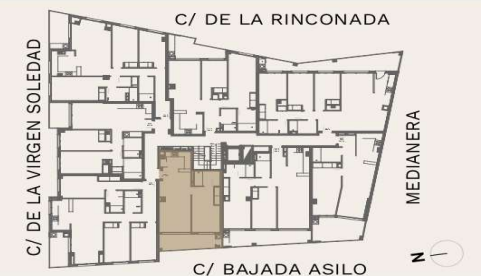 C/ DE LA RINCONADA
C/ DE LA VIRGEN SOLEDAD
MEDIANERA
N
C/ BAJADA ASILO